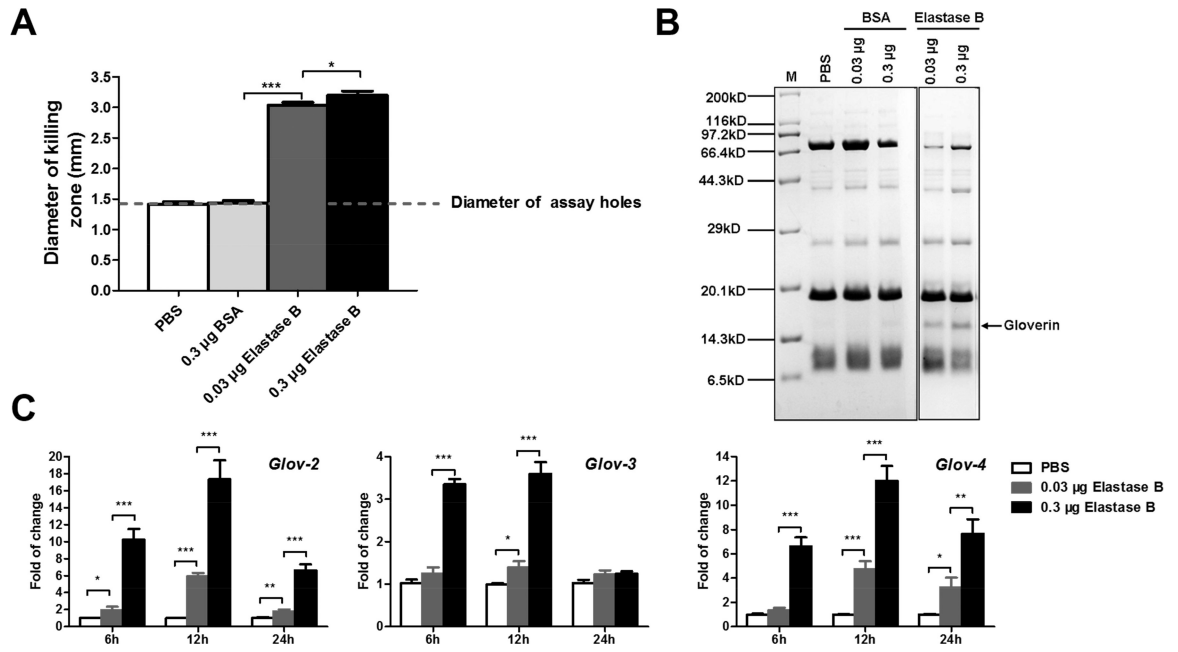 A
Diameter of killing
zone (mm)
3.5
3.0
2.5
2.0
1.5
1.0
0.5
0.0
***
*
Diameter of assay holes
PBS
0.3 µg BSA
0.03 µg Elastase B
0.3 µg Elastase B
B
BSA
Elastase B
M
PBS
0.03 µg
0.3 µg
0.03 µg
0.3 µg
200kD
116kD
97.2kD
66.4kD
44.3kD
29kD
20.1kD
14.3kD
6.5kD
Gloverin
C
Fold of change
20
18
16
14
12
10
8
6
4
2
0
Glov-2
*
***
***
***
**
***
6h
12h
24h
Fold of change
4
3
2
1
0
Glov-3
***
*
***
6h
12h
24h
Fold of change
14
12
10
8
6
4
2
0
Glov-4
***
***
***
*
**
6h
12h
24h
PBS
0.03 µg Elastase B
0.3 µg Elastase B